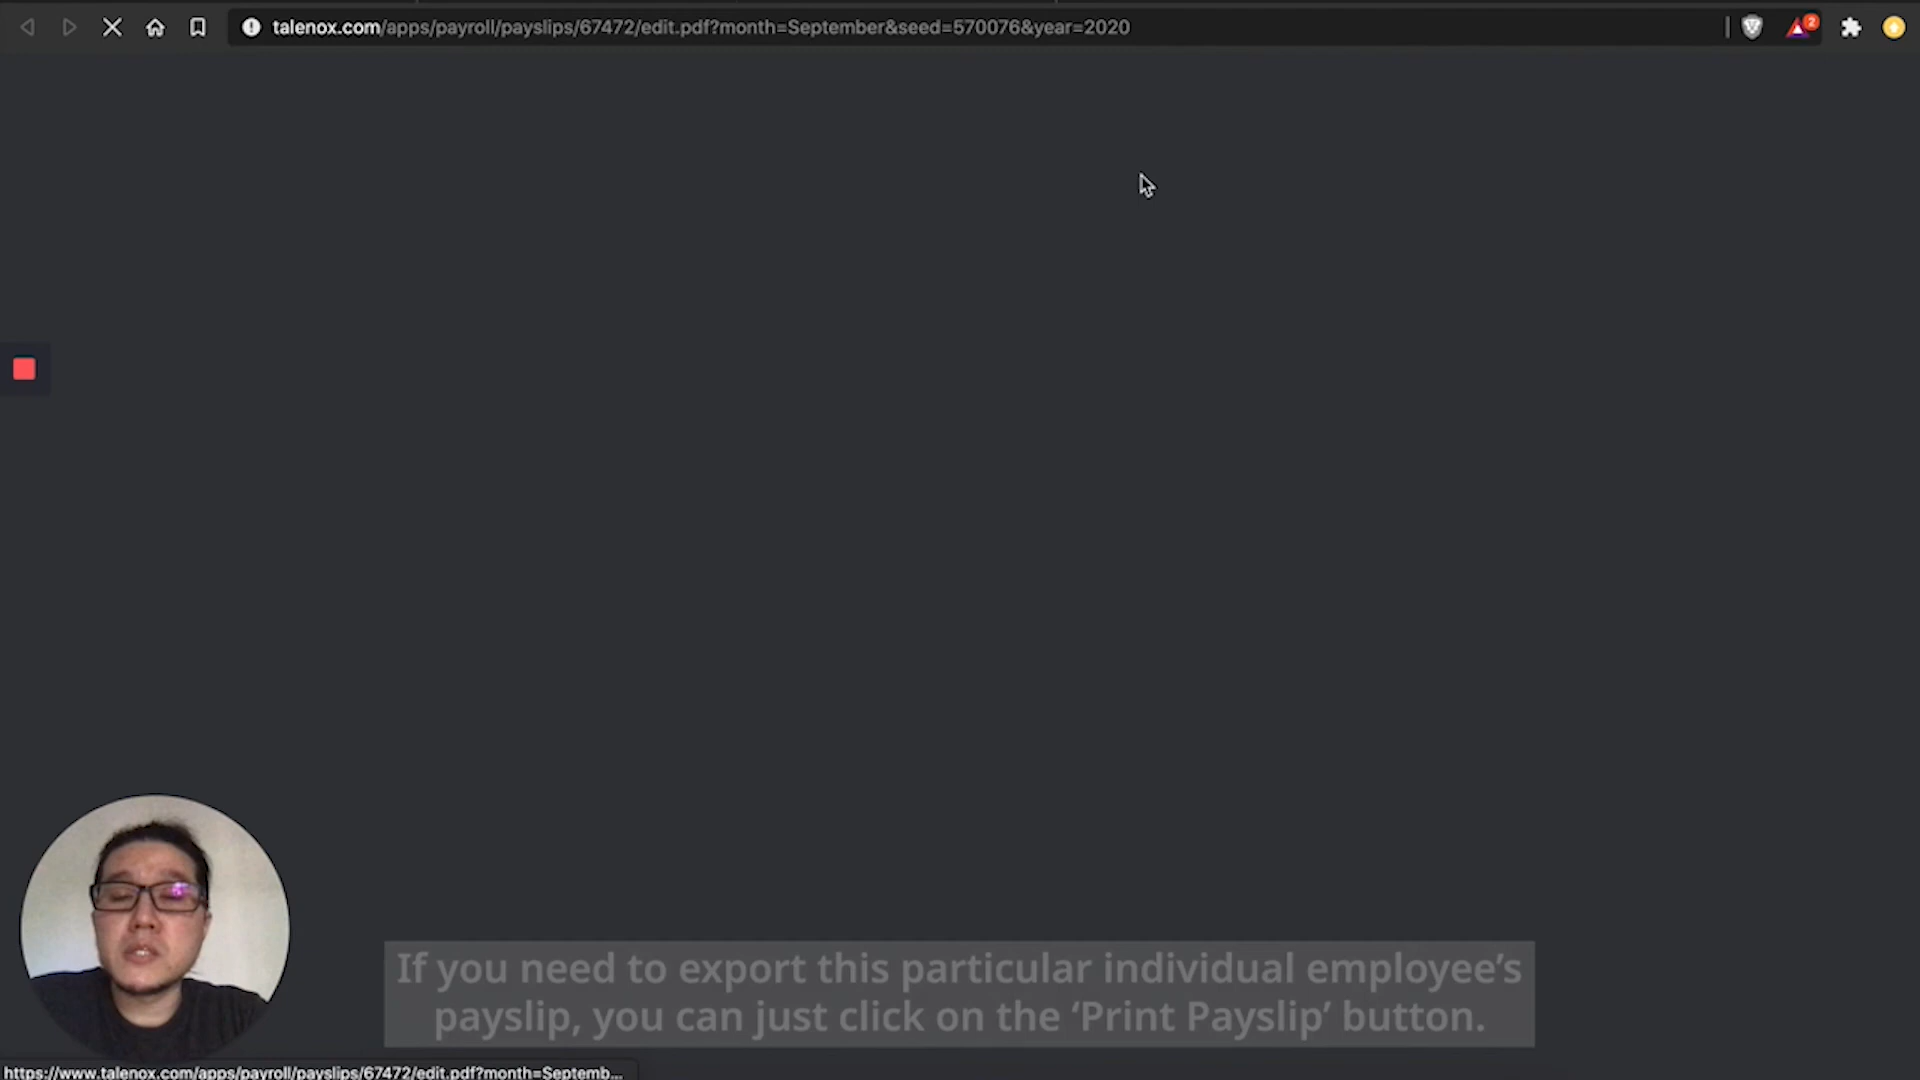 talenox.com/apps/payroll/payslips/67472/edit.pdf?month=September&seed=570076&year=2020
2
If you need to export this particular individual employee’s
payslip, you can just click on the ‘Print Payslip’ button.
https://www.talenox.com/apps/payroll/payslips/67472/edit.pdf?month=Septemb...